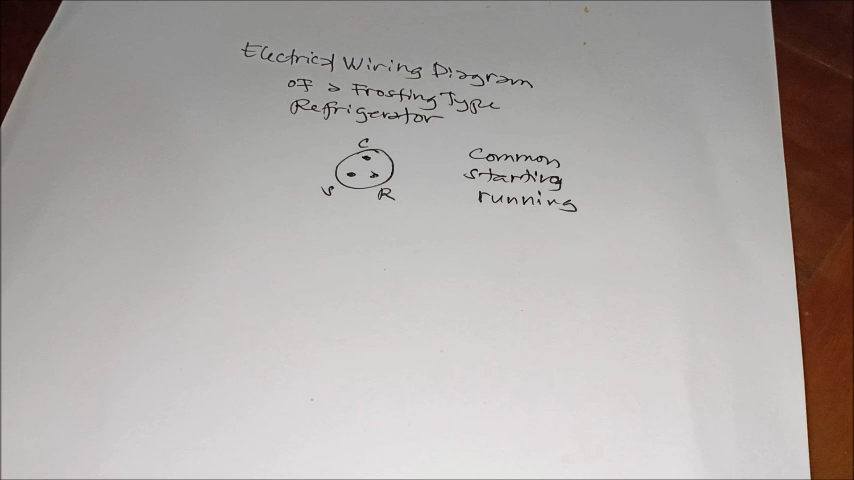 Electrical Wiring Diagram
of a Frosting Type
Refrigerator
C
S R
Common
starting
running